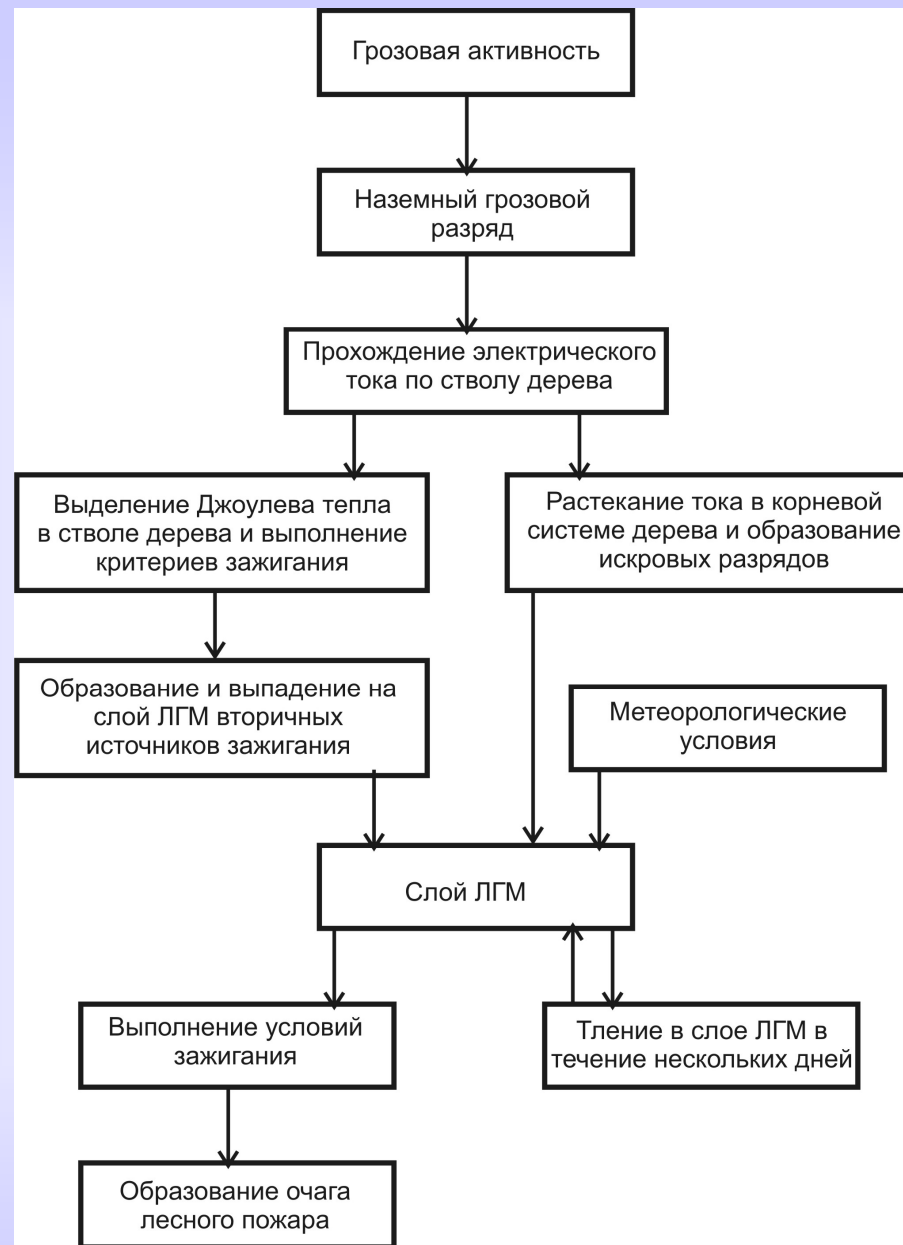 Грозовая активность
Наземный грозовой
разряд
Прохождение электрического
тока по стволу дерева
Выделение Джоулева тепла
в стволе дерева и выполнение
критериев зажигания
Растекание тока в корневой
системе дерева и образование
искровых разрядов
Образование и выпадение на
слой ЛГМ вторичных
источников зажигания
Метеорологические
условия
Слой ЛГМ
Выполнение условий
зажигания
Тление в слое ЛГМ в
течение нескольких дней
Образование очага
лесного пожара